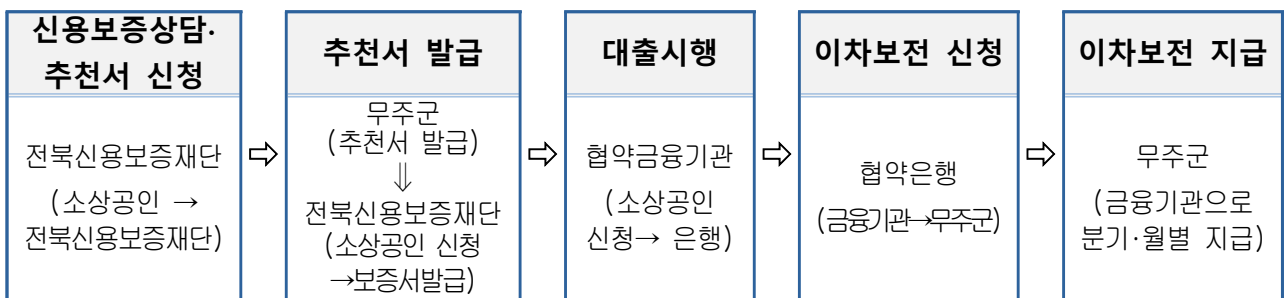 신용보증상담·
추천서 신청
전북신용보증재단
(소상공인 →
전북신용보증재단)
⇨
추천서 발급
무주군
(추천서 발급)
⇓
전북신용보증재단
(소상공인 신청
→보증서발급)
⇨
대출시행
협약금융기관
(소상공인
신청→ 은행)
⇨
이차보전 신청
협약은행
(금융기관→무주군)
⇨
이차보전 지급
무주군
(금융기관으로
분기·월별 지급)